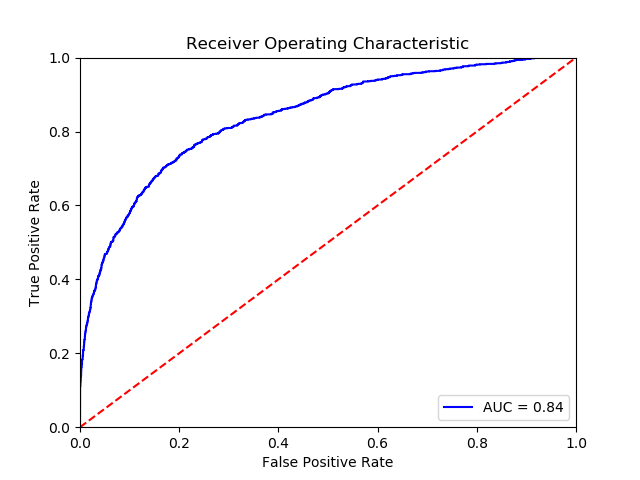 Receiver Operating Characteristic
1.0
0.8
0.6
0.4
0.2
0.0
True Positive Rate
AUC = 0.84
0.0 0.2 0.4 0.6 0.8 1.0
False Positive Rate